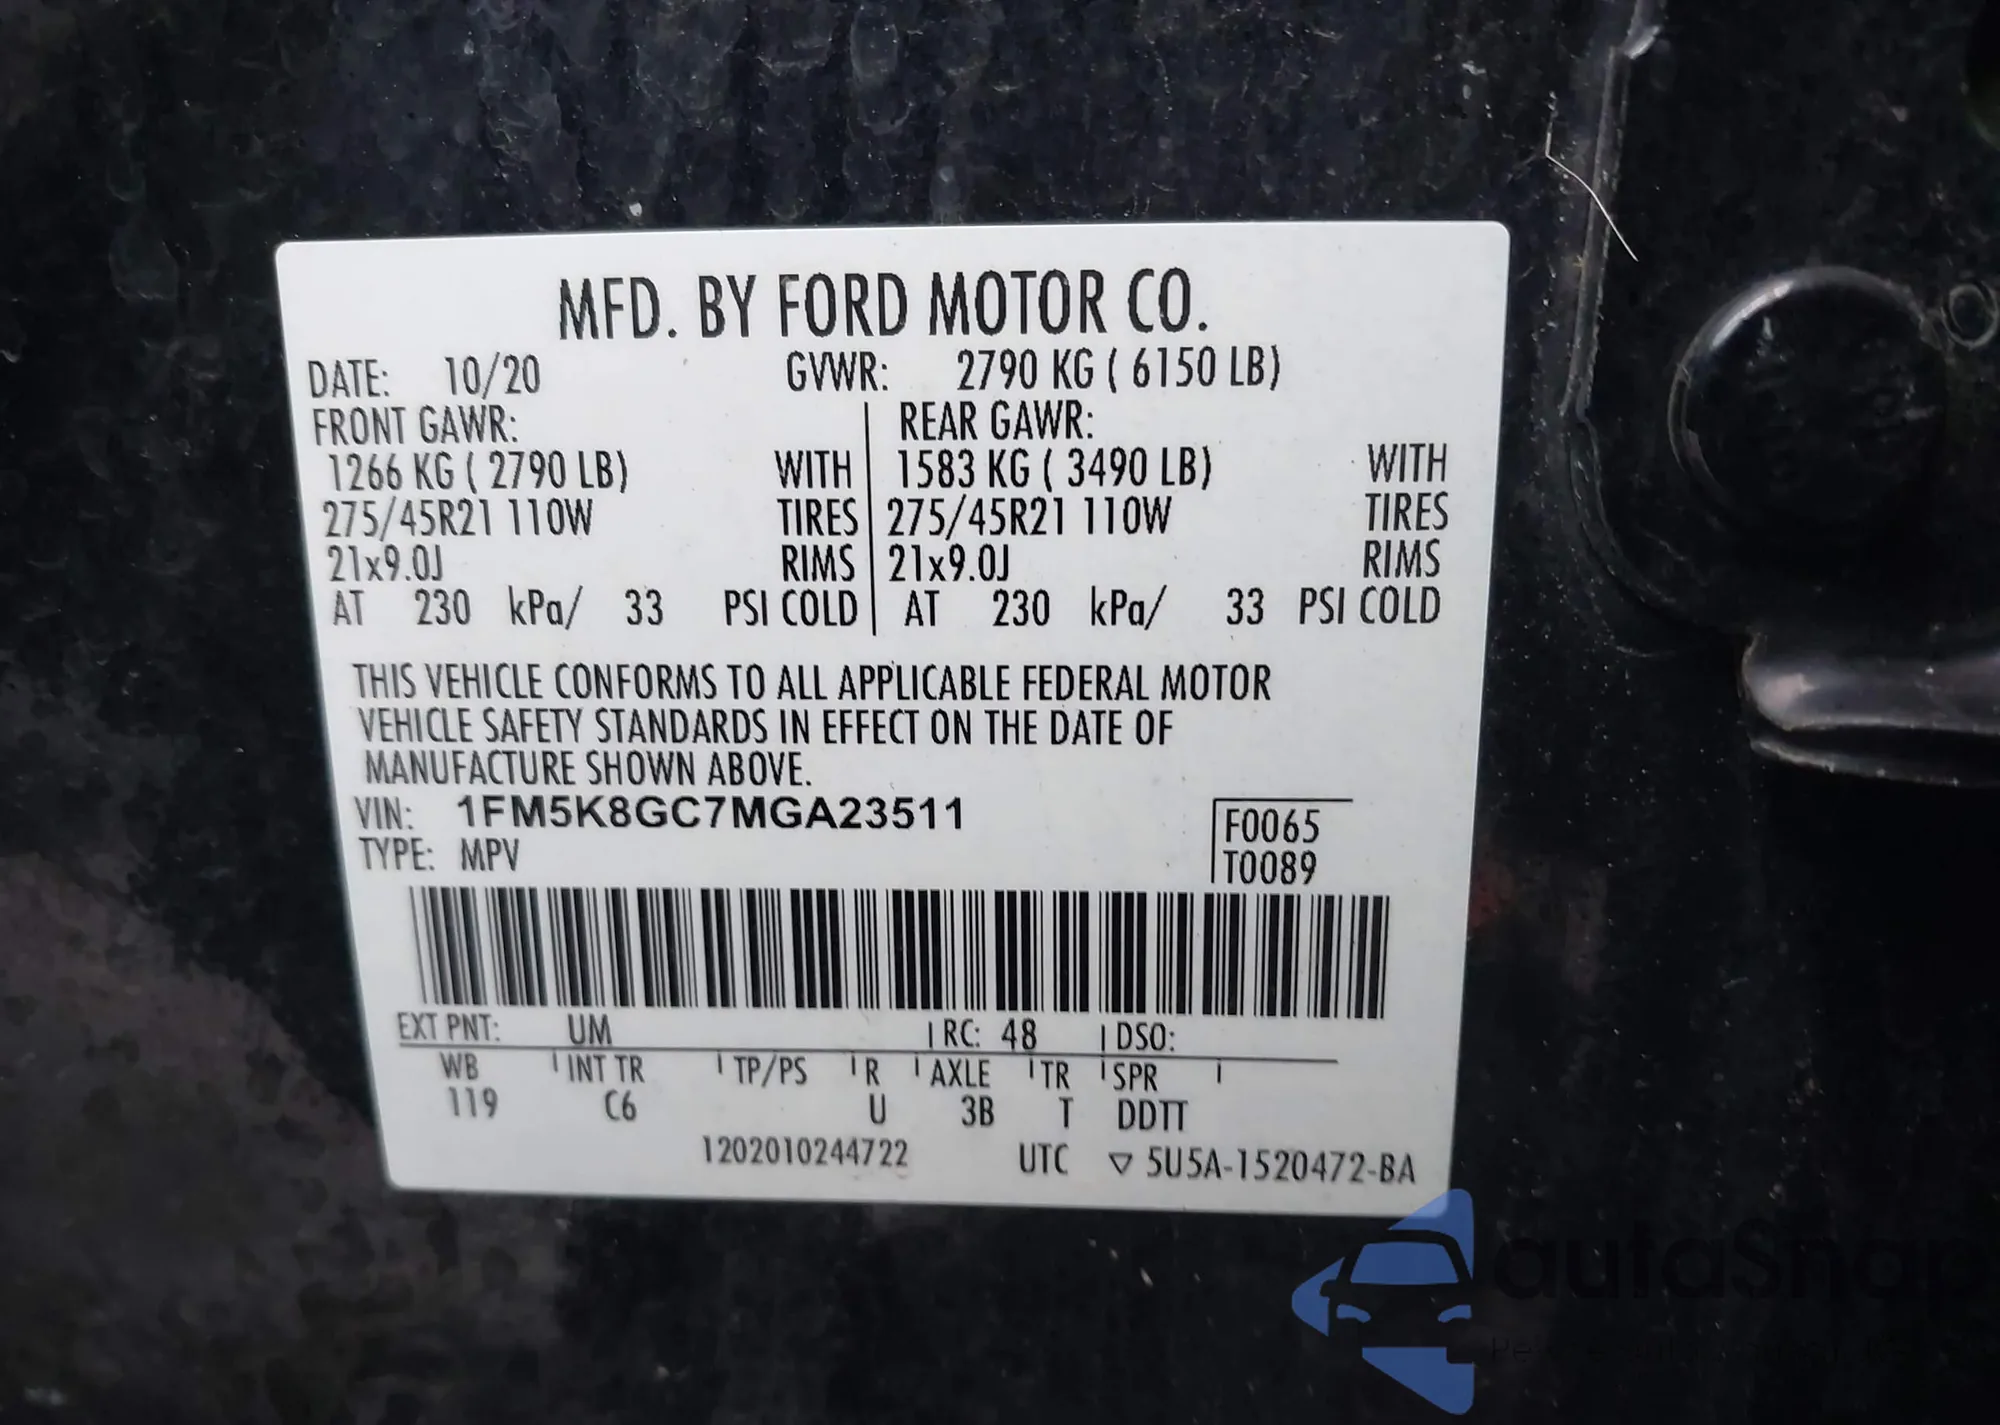 MFD. BY FORD MOTOR CO.
DATE: 10/20 GVWR: 2790 KG ( 6150 LB)
FRONT GAWR: REAR GAWR:
1266 KG ( 2790 LB) WITH 1583 KG ( 3490 LB) WITH
275/45R21 110W TIRES 275/45R21 110W TIRES
21x9.0J RIMS 21x9.0J RIMS
AT 230 kPa/ 33 PSI COLD AT 230 kPa/ 33 PSI COLD
THIS VEHICLE CONFORMS TO ALL APPLICABLE FEDERAL MOTOR
VEHICLE SAFETY STANDARDS IN EFFECT ON THE DATE OF
MANUFACTURE SHOWN ABOVE.
VIN: 1FM5K8GC7MGA23511 F0065
TYPE: MPV T0089
EXT PNT: UM RC: 48 DSO:
WB INT TR TP/PS R AXLE TR SPR
119 C6 U 3B T DDTT
1202010244722 UTC ▽ 5U5A-1520472-BA
autaSnap